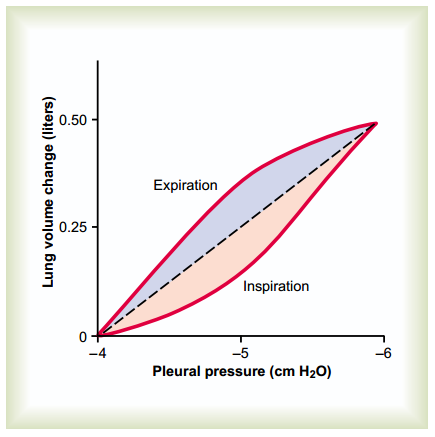 Lung volume change (liters)
0.50
0.25
0
Expiration
Inspiration
–4
–5
–6
Pleural pressure (cm H₂O)